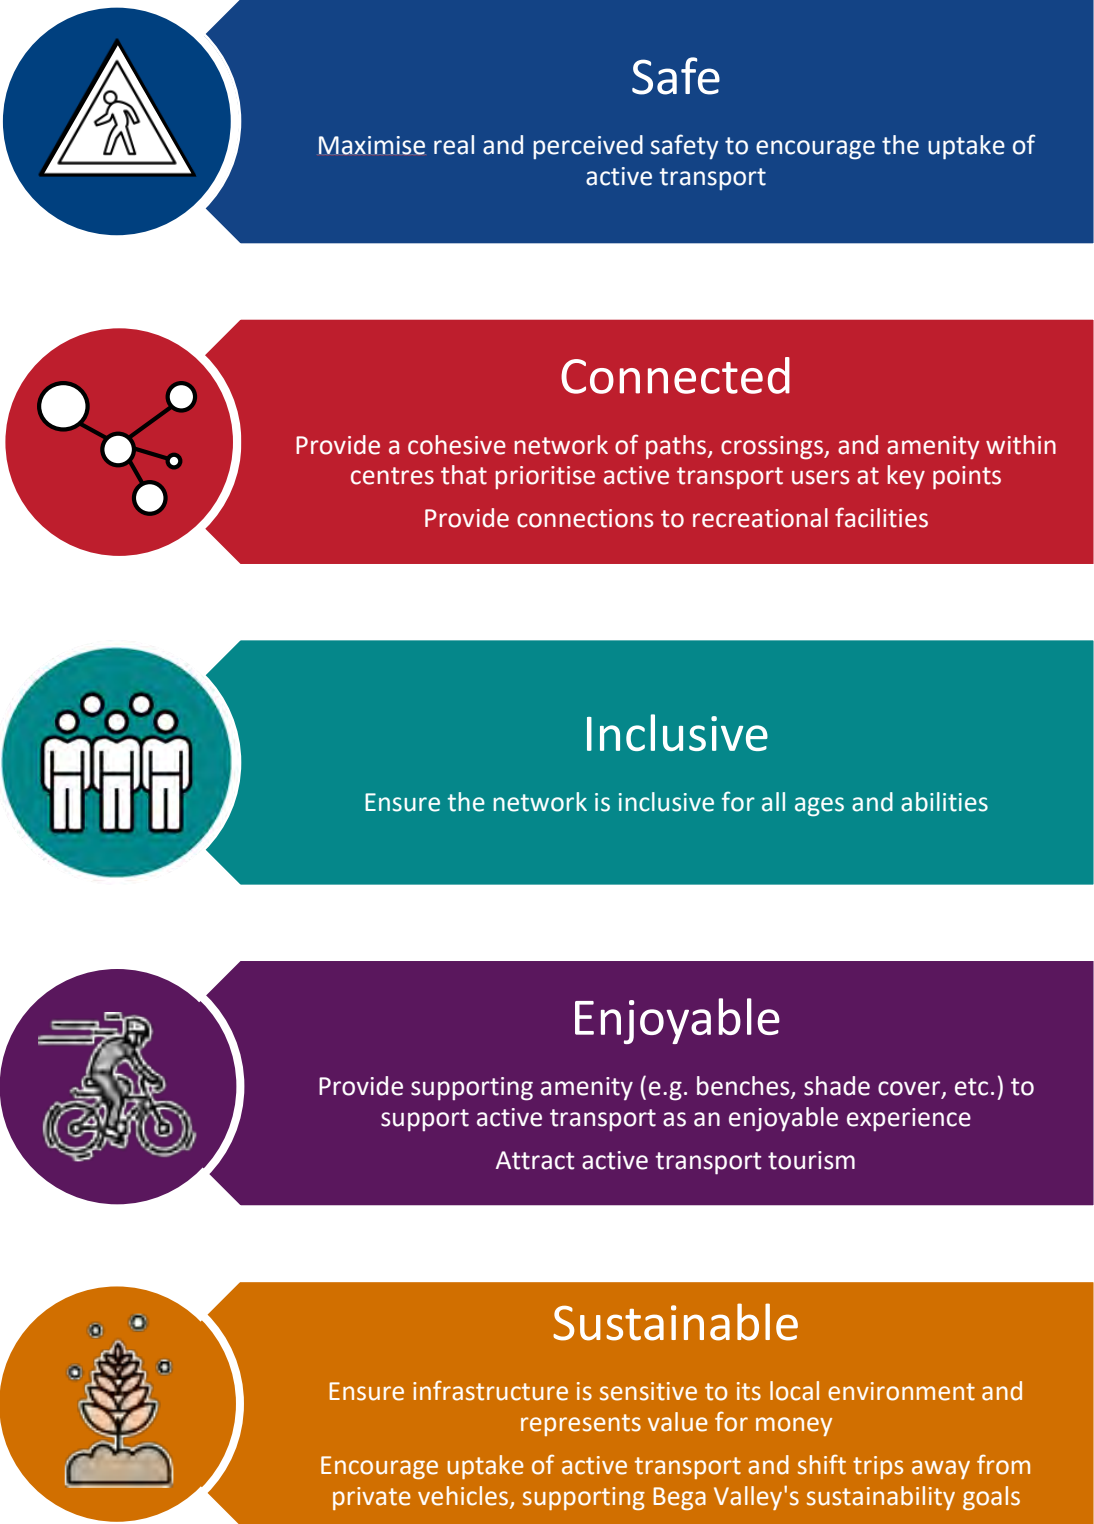 Safe
Maximise real and perceived safety to encourage the uptake of
active transport
Connected
Provide a cohesive network of paths, crossings, and amenity within
centres that prioritise active transport users at key points
Provide connections to recreational facilities
Inclusive
Ensure the network is inclusive for all ages and abilities
Enjoyable
Provide supporting amenity (e.g. benches, shade cover, etc.) to
support active transport as an enjoyable experience
Attract active transport tourism
Sustainable
Ensure infrastructure is sensitive to its local environment and
represents value for money
Encourage uptake of active transport and shift trips away from
private vehicles, supporting Bega Valley's sustainability goals